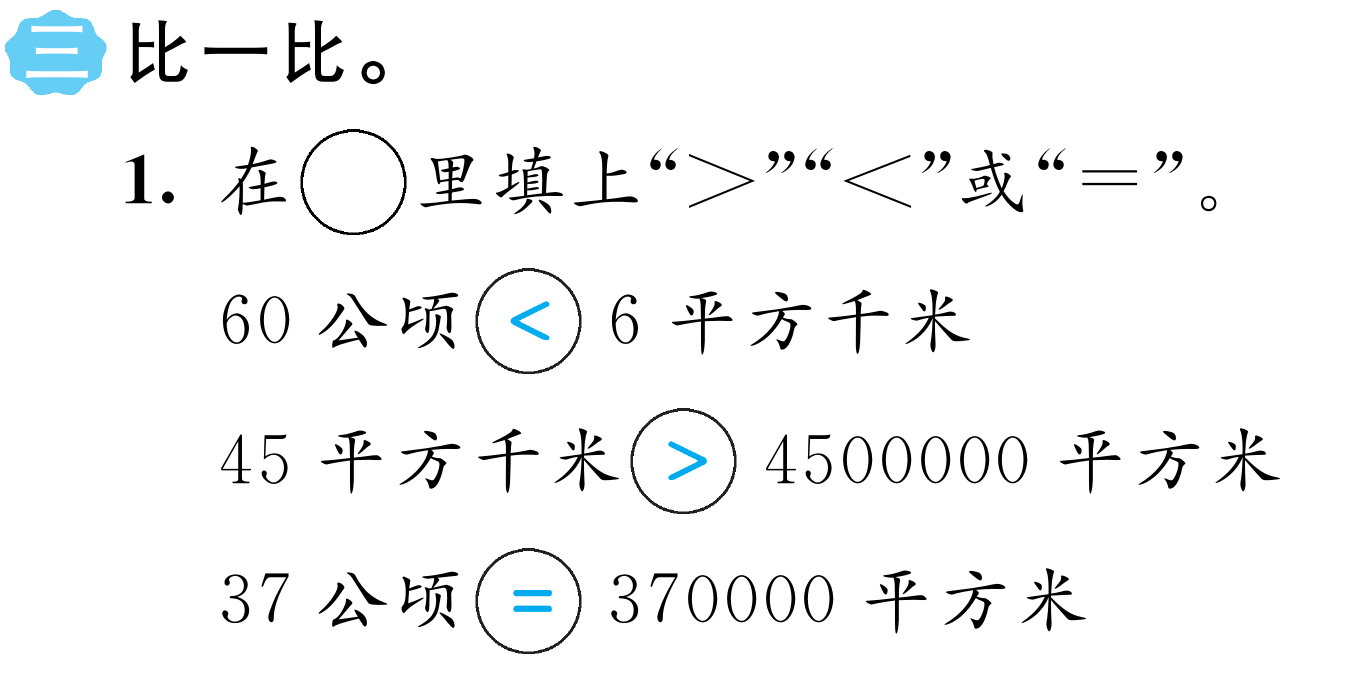 三 比一比。
1. 在○里填上“>”“<”或“=”。
60 公顷 < 6 平方千米
45 平方千米 > 4500000 平方米
37 公顷 = 370000 平方米